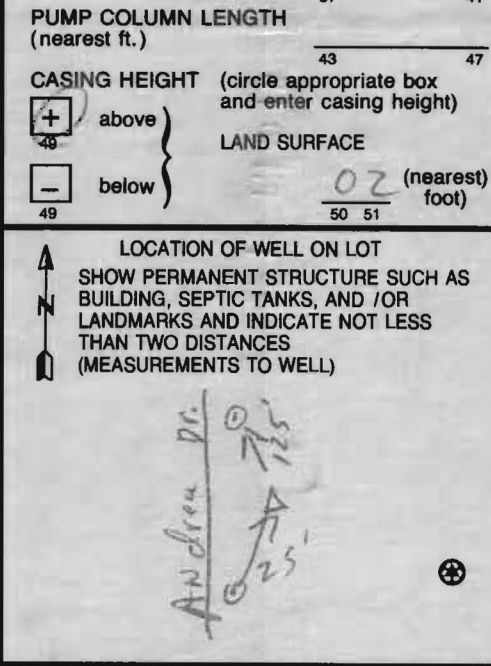 PUMP COLUMN LENGTH
(nearest ft.)
43 47
CASING HEIGHT (circle appropriate box
and enter casing height)
+ above
49
LAND SURFACE
- below
49
02 (nearest)
foot)
50 51
N
LOCATION OF WELL ON LOT
SHOW PERMANENT STRUCTURE SUCH AS
BUILDING, SEPTIC TANKS, AND /OR
LANDMARKS AND INDICATE NOT LESS
THAN TWO DISTANCES
(MEASUREMENTS TO WELL)
Andrew Dr.
125'
25'